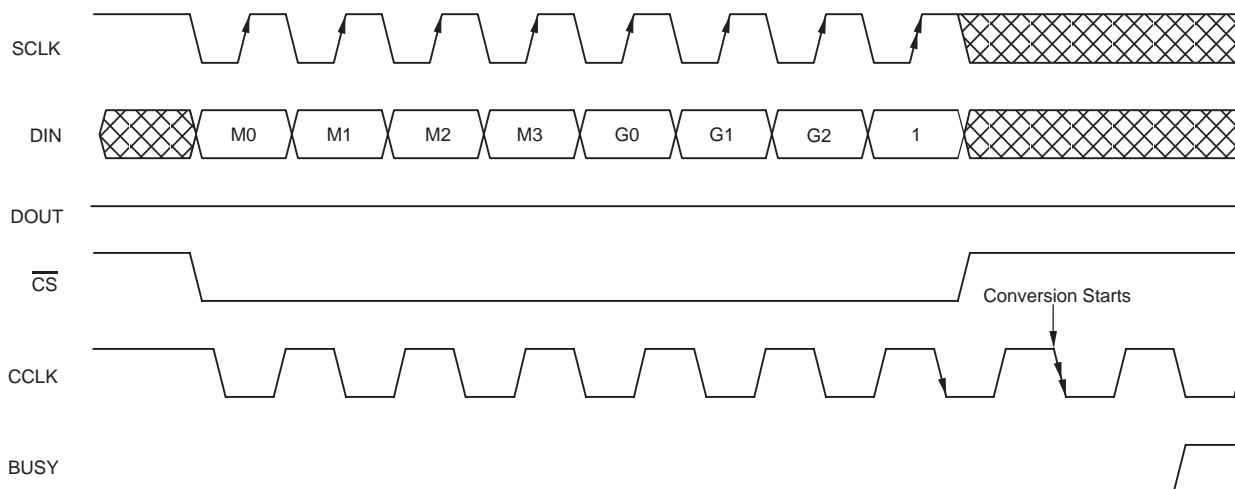 SCLK
DIN
M0 M1 M2 M3 G0 G1 G2 1
DOUT
CS
Conversion Starts
CCLK
BUSY